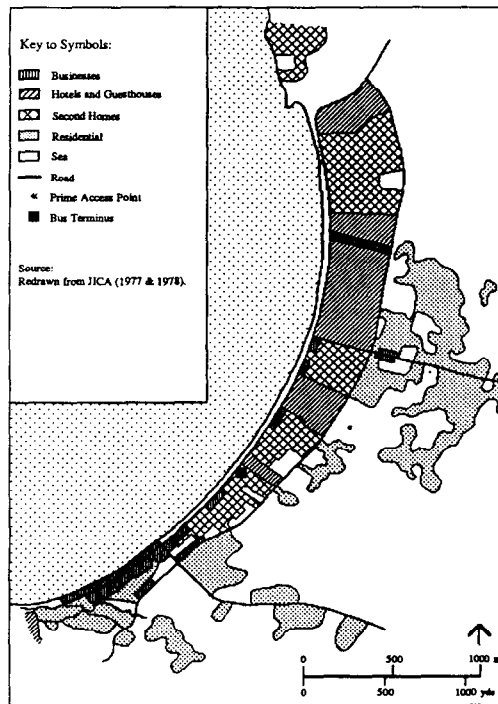 Key to Symbols:
Businesses
Hotels and Guesthouses
Second Homes
Residential
Sea
Road
Prime Access Point
Bus Terminus
Source:
Redrawn from JICA (1977 & 1978).
0 500 1000 m
0 500 1000 yds